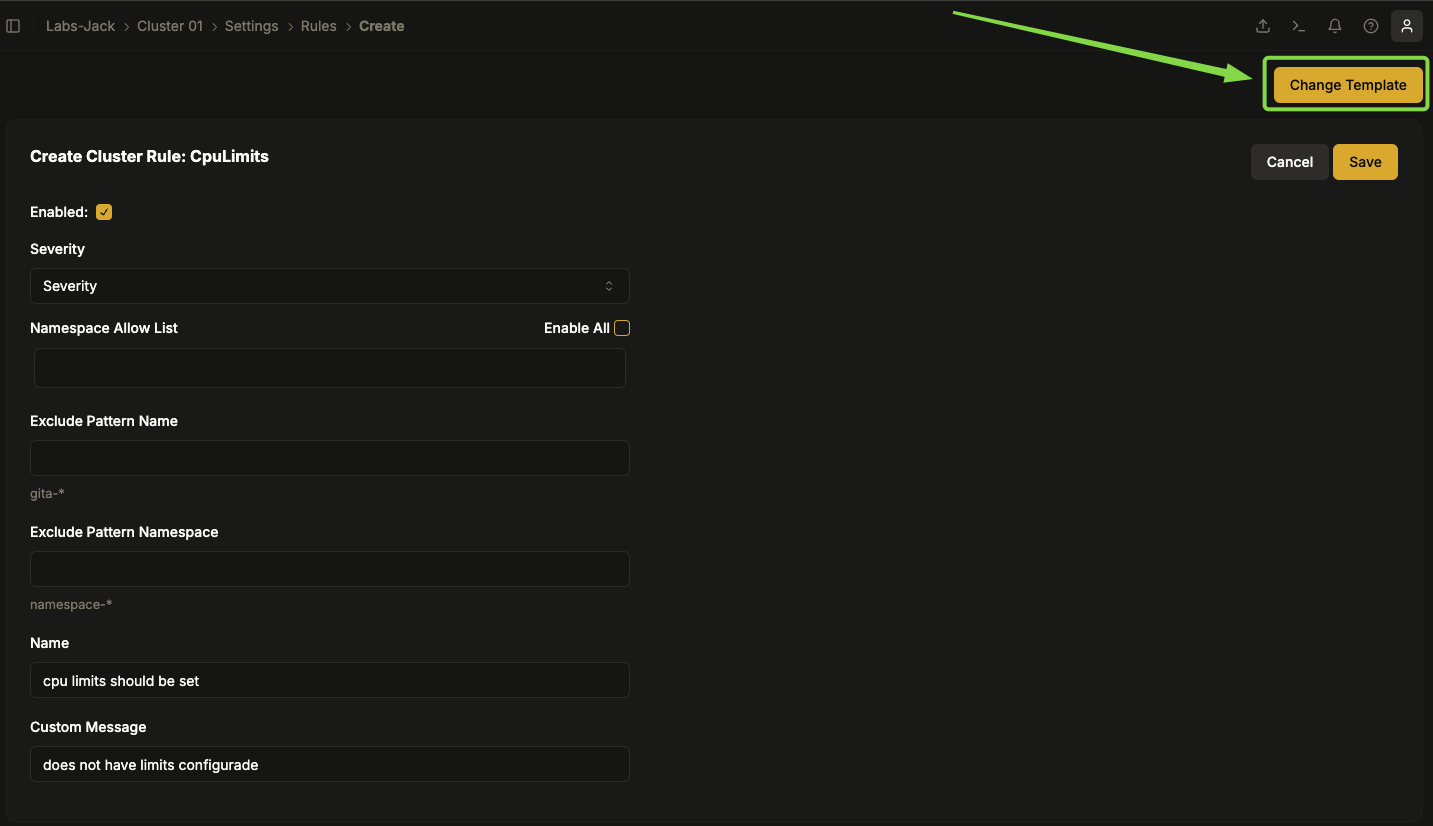 Labs-Jack > Cluster 01 > Settings > Rules > Create
Change Template
Create Cluster Rule: CpuLimits
Cancel
Save
Enabled:
Severity
Severity
Namespace Allow List
Enable All
Exclude Pattern Name
gita-*
Exclude Pattern Namespace
namespace-*
Name
cpu limits should be set
Custom Message
does not have limits configurade